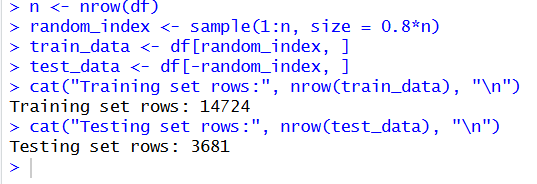 > n <- nrow(df)
> random_index <- sample(1:n, size = 0.8*n)
> train_data <- df[random_index, ]
> test_data <- df[-random_index, ]
> cat("Training set rows:", nrow(train_data), "\n")
Training set rows: 14724
> cat("Testing set rows:", nrow(test_data), "\n")
Testing set rows: 3681
>